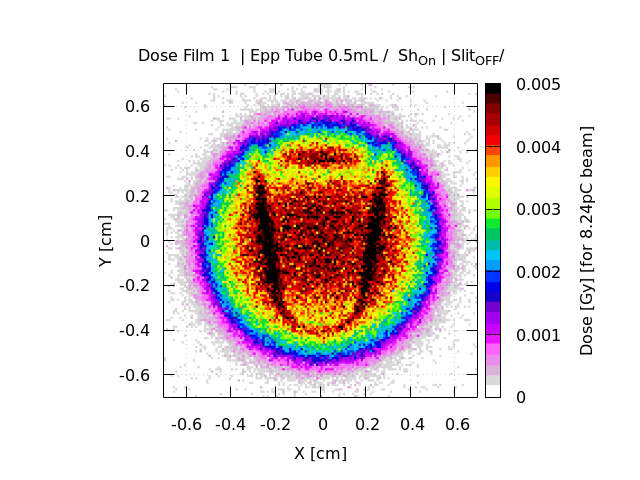 Dose Film 1 | Epp Tube 0.5mL / Sh_On | Slit_OFF/
0.005
0.6
0.4
0.004
0.2
0.003
0
Y [cm]
Dose [Gy] [for 8.24pC beam]
0.002
-0.2
0.001
-0.4
-0.6
0
-0.6 -0.4 -0.2 0 0.2 0.4 0.6
X [cm]